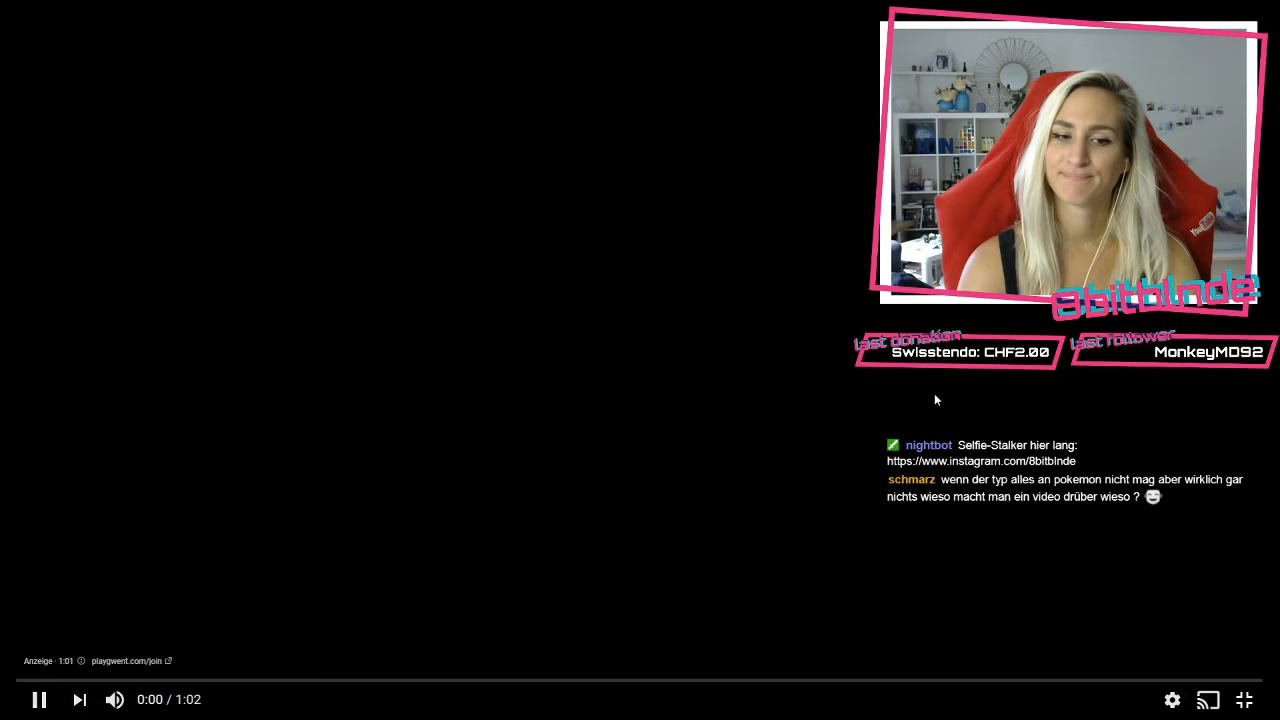 YouTube
8bitblnde
last donation
Swisstendo: CHF2.00
last follower
MonkeyMD92
nightbot Selfie-Stalker hier lang:
https://www.instagram.com/8bitblnde
schmarz wenn der typ alles an pokemon nicht mag aber wirklich gar
nichts wieso macht man ein video drüber wieso ?
Anzeige · 1:01 playgwent.com/join
0:00 / 1:02